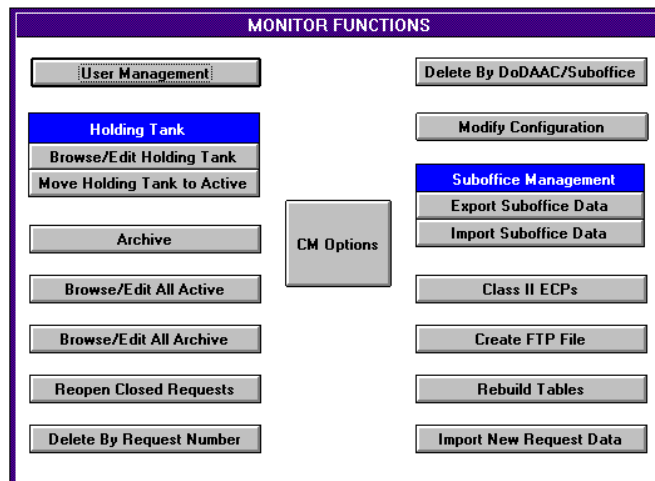 MONITOR FUNCTIONS
User Management
Holding Tank
Browse/Edit Holding Tank
Move Holding Tank to Active
Archive
Browse/Edit All Active
Browse/Edit All Archive
Reopen Closed Requests
Delete By Request Number
CM Options
Delete By DoDAAC/Suboffice
Modify Configuration
Suboffice Management
Export Suboffice Data
Import Suboffice Data
Class II ECPs
Create FTP File
Rebuild Tables
Import New Request Data